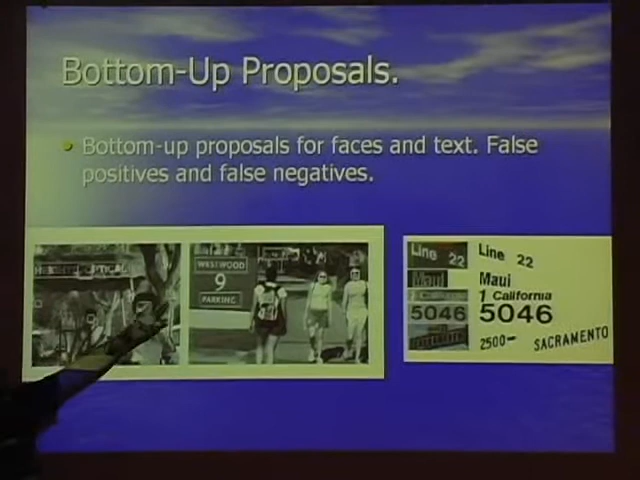 Bottom-Up Proposals.
Bottom-up proposals for faces and text. False
positives and false negatives.
OPTICAL
WESTWOOD
9
PARKING
Line 22
Line 22
Maui
Maui
1 California
5046
5046
2500
SACRAMENTO